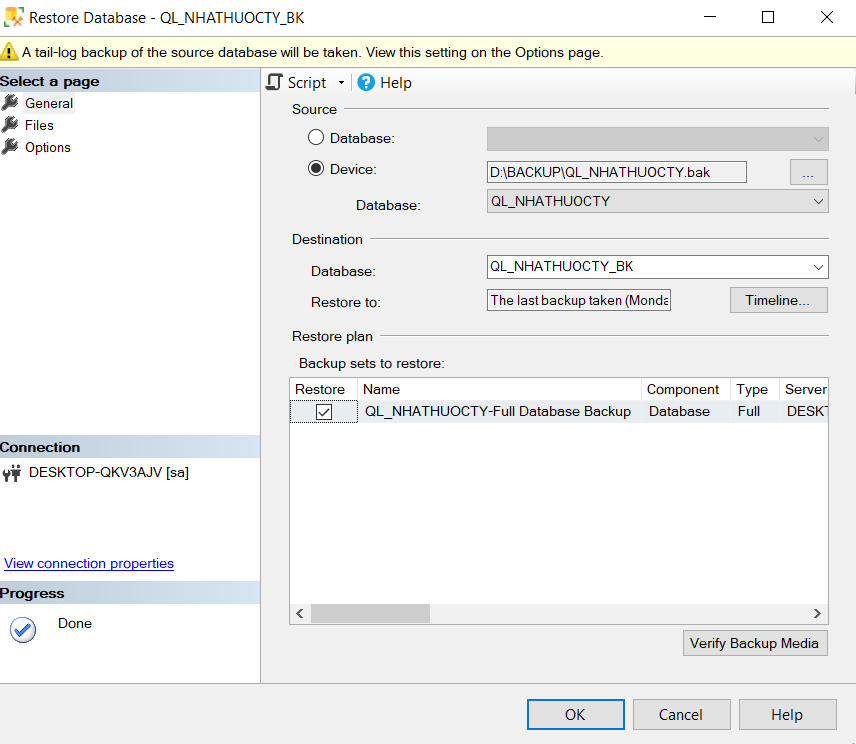 Restore Database - QL_NHATHUOCTY_BK
A tail-log backup of the source database will be taken. View this setting on the Options page.
Select a page
General
Files
Options
Script
Help
Source
Database:
Device:
D:\BACKUP\QL_NHATHUOCTY.bak
...
Database:
QL_NHATHUOCTY
Destination
Database:
QL_NHATHUOCTY_BK
Restore to:
The last backup taken (Monda
Timeline...
Restore plan
Backup sets to restore:
Restore Name Component Type Server
QL_NHATHUOCTY-Full Database Backup Database Full DESKT
Connection
DESKTOP-QKV3AJV [sa]
View connection properties
Progress
Done
Verify Backup Media
OK Cancel Help